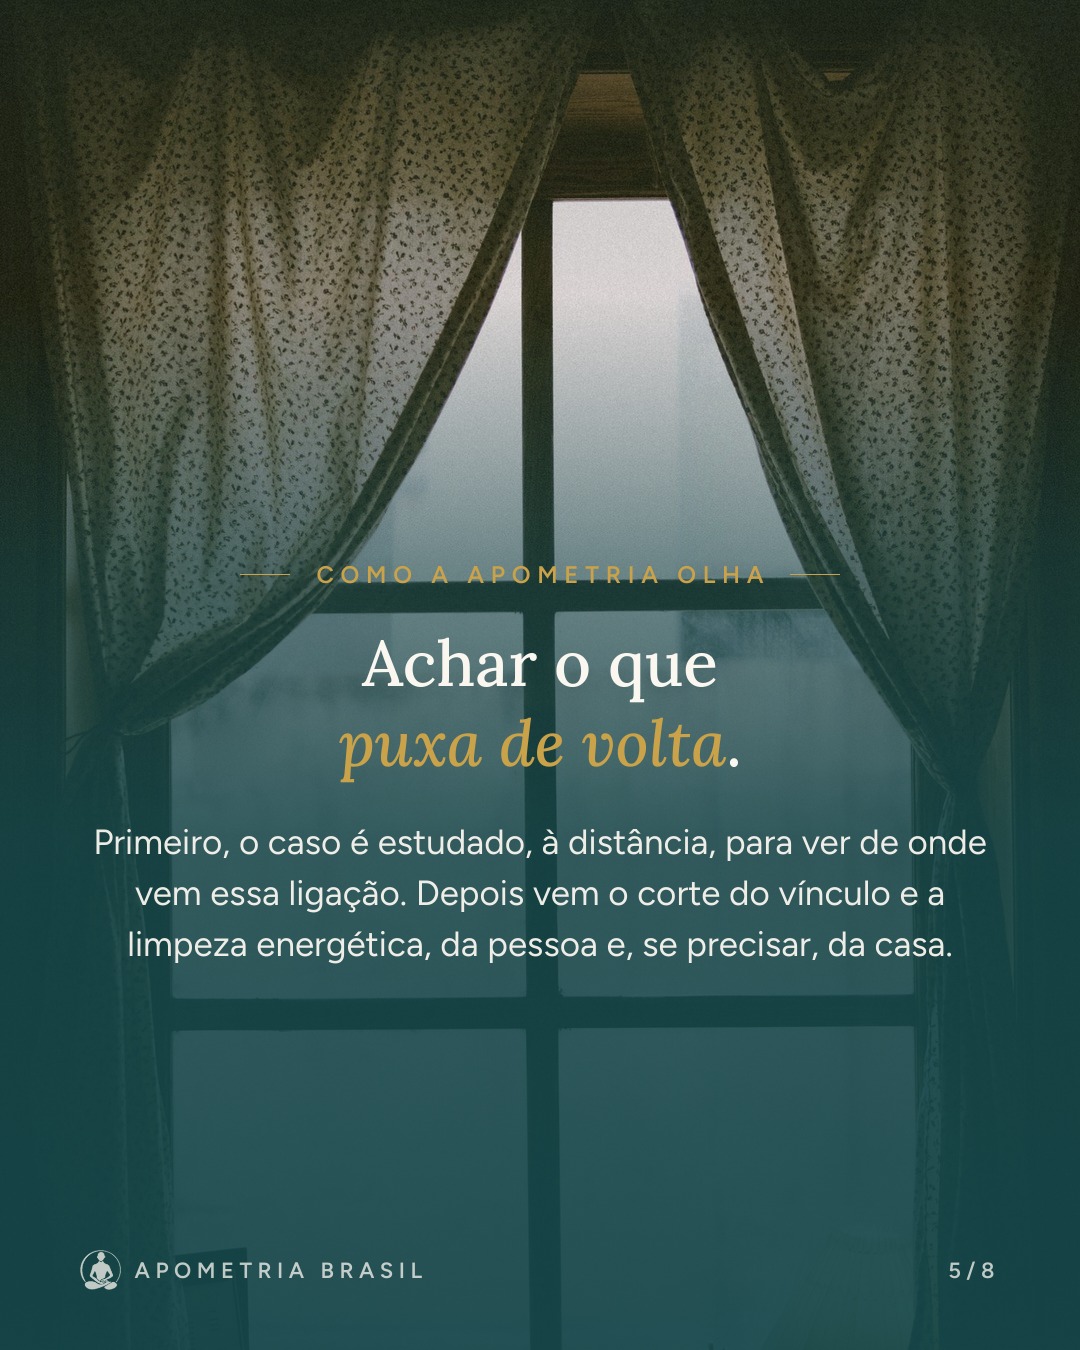 COMO A APOMETRIA OLHA
Achar o que
puxa de volta.
Primeiro, o caso é estudado, à distância, para ver de onde
vem essa ligação. Depois vem o corte do vínculo e a
limpeza energética, da pessoa e, se precisar, da casa.
APOMETRIA BRASIL
5/8